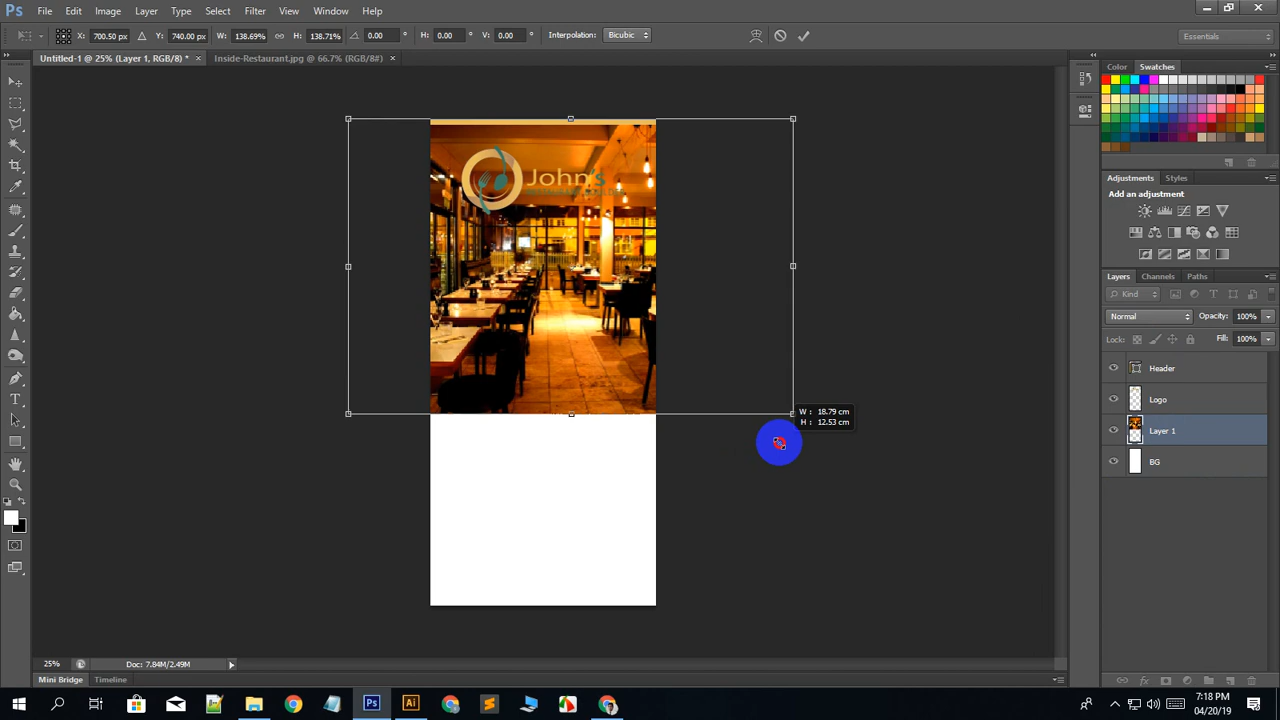 Ps File Edit Image Layer Type Select Filter View Window Help
X: 700.50 px Y: 740.00 px W: 138.69% H: 138.71% 0.00 ° H: 0.00 ° V: 0.00 ° Interpolation: Bicubic Essentials
Untitled-1 @ 25% (Layer 1, RGB/8) * × Inside-Restaurant.jpg @ 66.7% (RGB/8#) ×
Color Swatches
John's
Adjustments Styles
Add an adjustment
Layers Channels Paths
Kind
Normal Opacity: 100%
Lock: Fill: 100%
Header
Logo
Layer 1
BG
W : 18.79 cm
H : 12.53 cm
25% Doc: 7.84M/2.49M
Mini Bridge Timeline
Ps Ai
7:18 PM
04/20/19